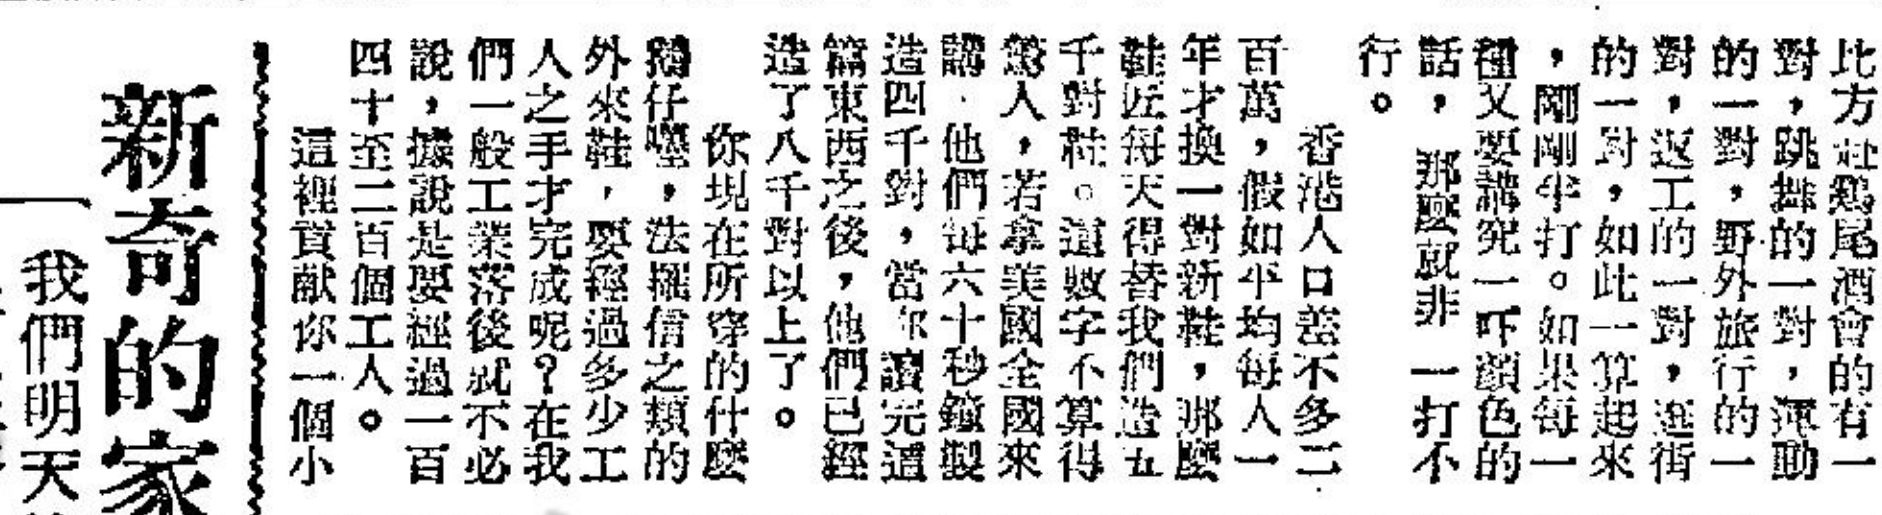 比方赴鷄尾酒會的有一
對，跳舞的一對，運動
的一對，野外旅行的一
對，返工的一對，逛街
的一對，如此一算起來
，剛剛半打。如果每一
種又要講究一吓顔色的
話，那麼就非一打不
行。
香港人口差不多二
百萬，假如平均每人一
年才換一對新鞋，那麼
鞋匠每天得替我們造五
千對鞋。這數字不算得
驚人，若拿美國全國來
講．他們每六十秒鐘製
造四千對，當你讀完這
篇東西之後，他們已經
造了八千對以上了。
你現在所穿的什麼
鷄仔嘜，法羅信之類的
外來鞋，要經過多少工
人之手才完成呢？在我
們一般工業落後就不必
說，據說是要經過一百
四十至二百個工人。
這裡貢献你一個小
新奇的家
我們明天